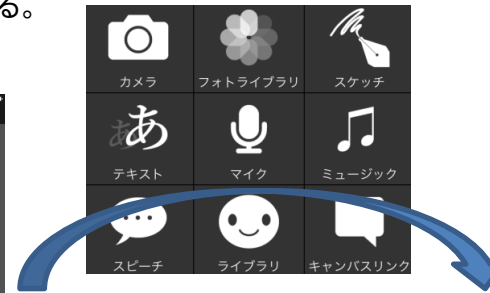 る。
カメラ
フォトライブラリ
スケッチ
あ あ
テキスト
マイク
ミュージック
スピーチ
ライブラリ
キャンバスリンク